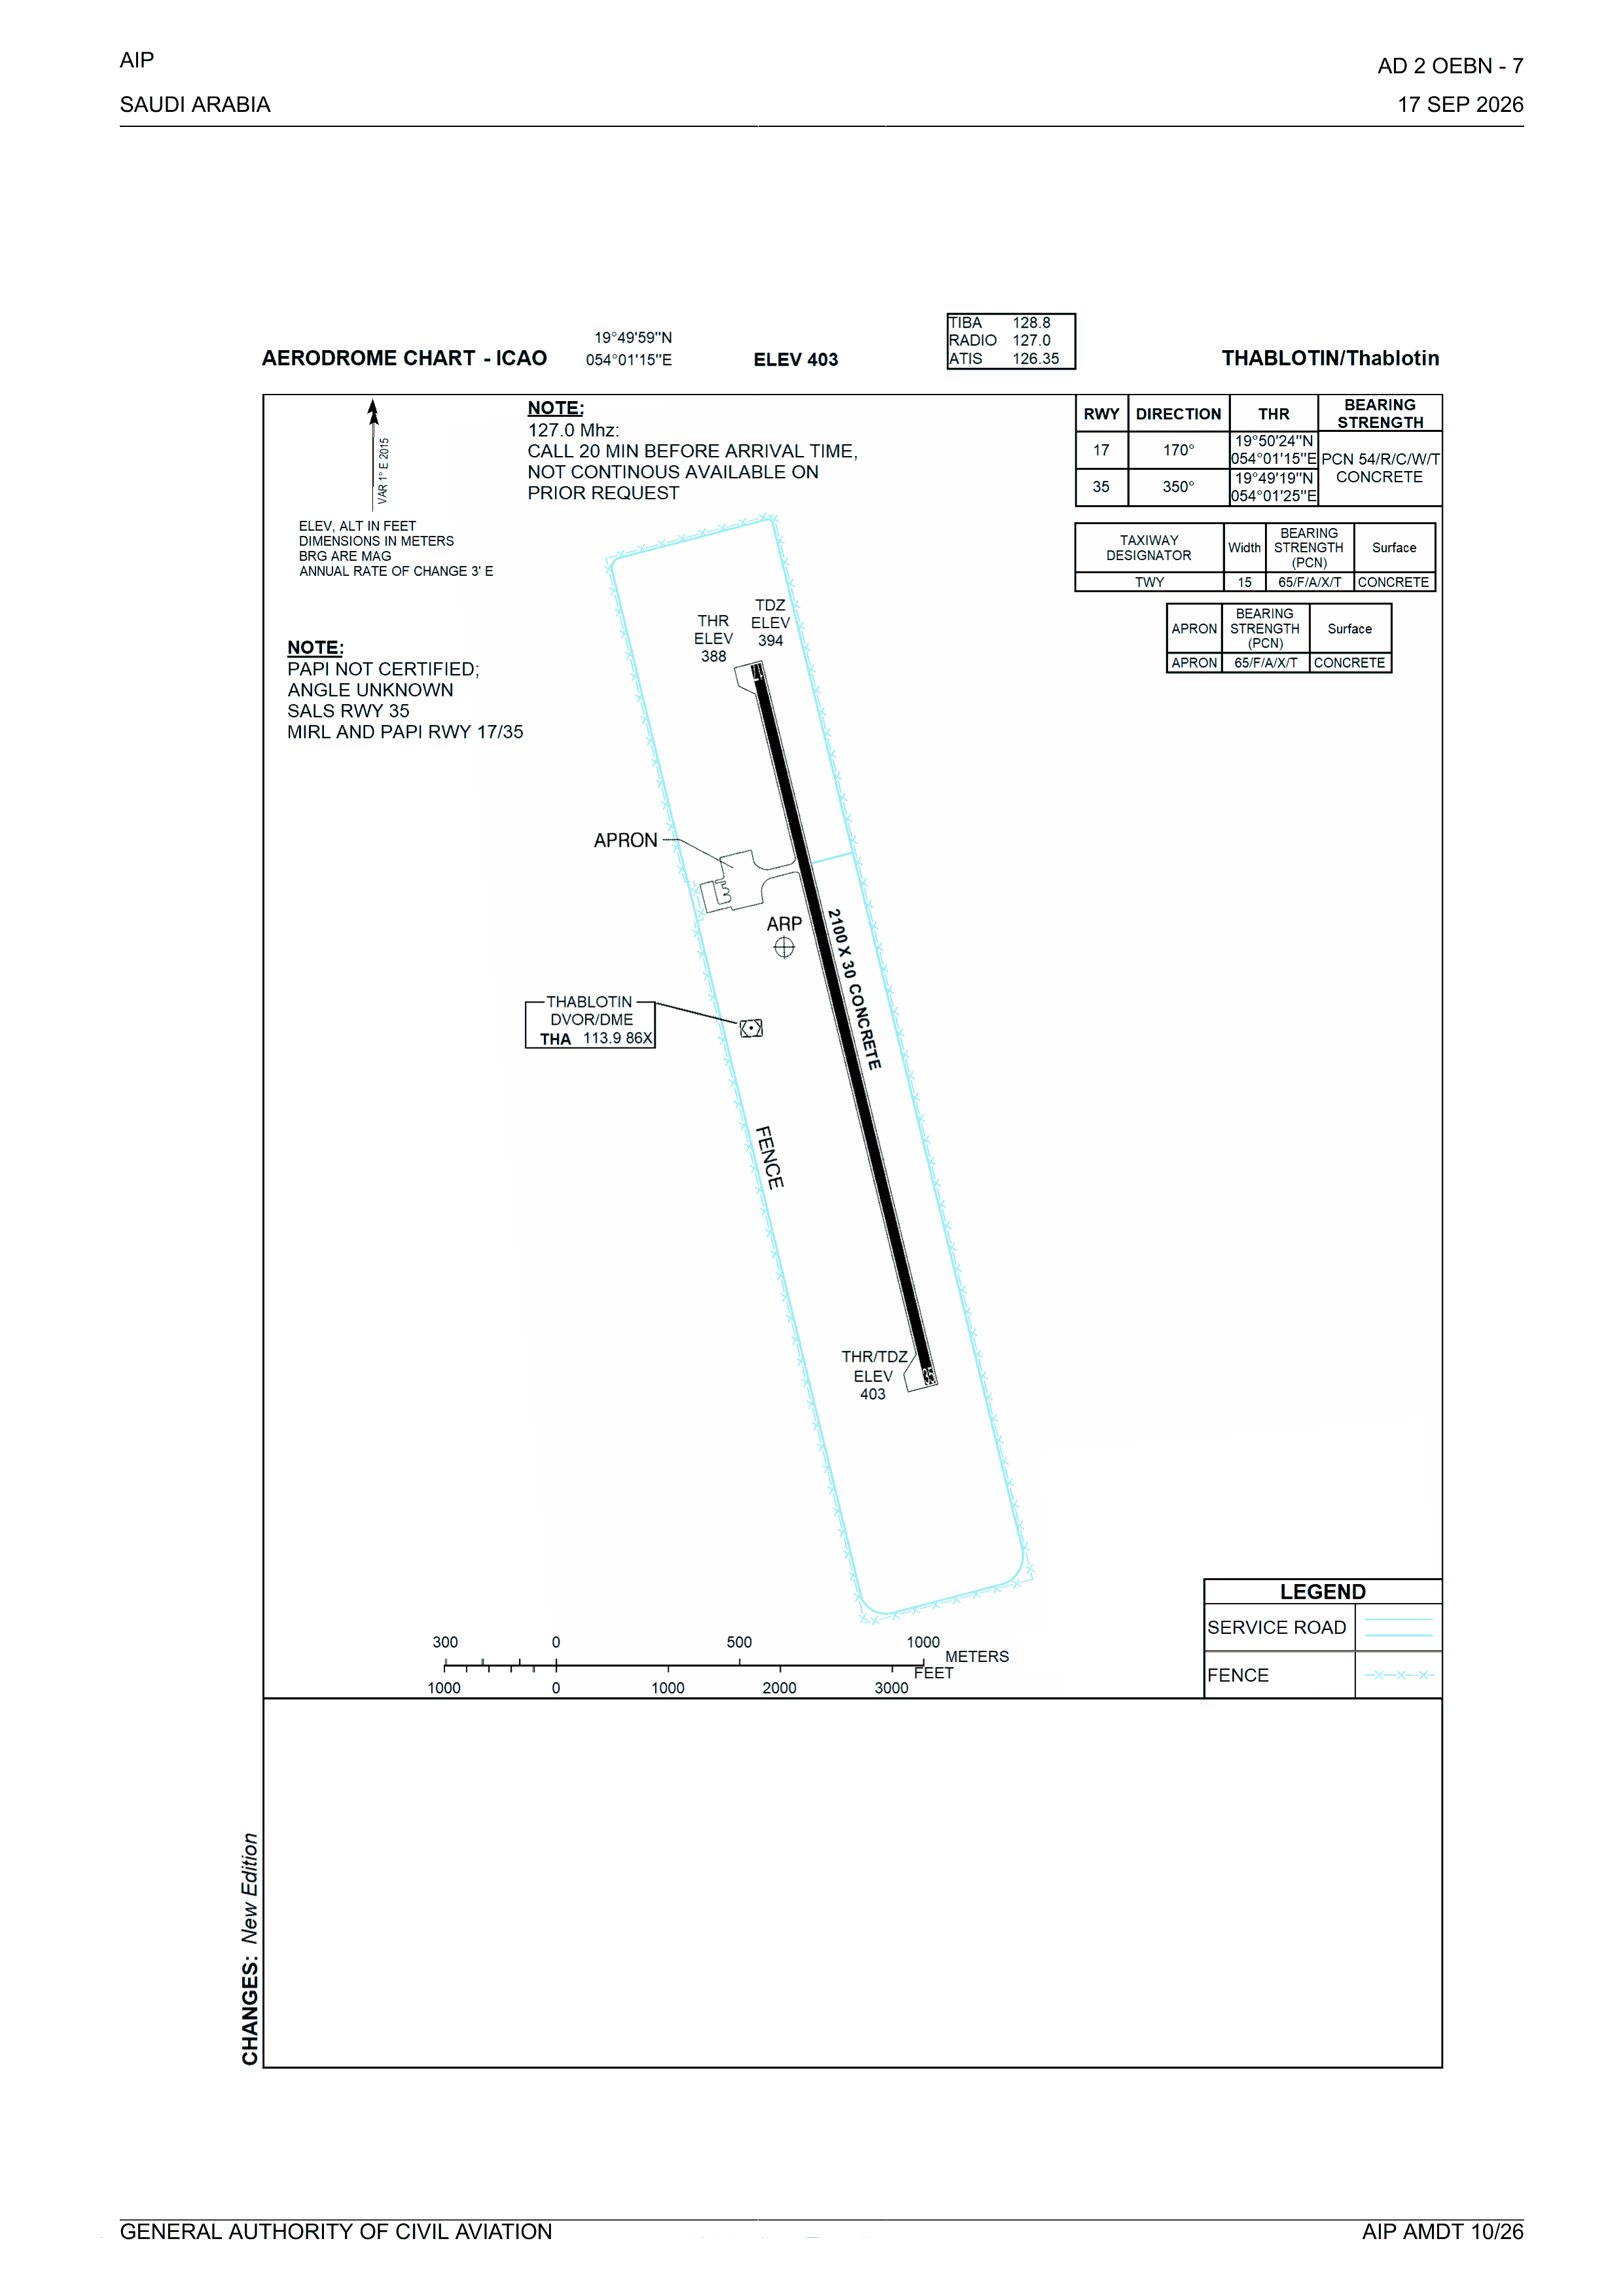 AIP
AD 2 OEBN - 7
SAUDI ARABIA
17 SEP 2026
AERODROME CHART - ICAO
19°49'59"N
054°01'15"E
ELEV 403
TIBA 128.8
RADIO 127.0
ATIS 126.35
THABLOTIN/Thablotin
VAR 1° E 2015
ELEV, ALT IN FEET
DIMENSIONS IN METERS
BRG ARE MAG
ANNUAL RATE OF CHANGE 3' E
NOTE:
127.0 Mhz:
CALL 20 MIN BEFORE ARRIVAL TIME,
NOT CONTINOUS AVAILABLE ON
PRIOR REQUEST
RWY DIRECTION THR BEARING STRENGTH
17 170° 19°50'24"N 054°01'15"E PCN 54/R/C/W/T CONCRETE
35 350° 19°49'19"N 054°01'25"E
TAXIWAY DESIGNATOR Width BEARING STRENGTH (PCN) Surface
TWY 15 65/F/A/X/T CONCRETE
APRON BEARING STRENGTH (PCN) Surface
APRON 65/F/A/X/T CONCRETE
NOTE:
PAPI NOT CERTIFIED;
ANGLE UNKNOWN
SALS RWY 35
MIRL AND PAPI RWY 17/35
THR
ELEV
388
TDZ
ELEV
394
17
APRON
ARP
2100 X 30 CONCRETE
THABLOTIN
DVOR/DME
THA 113.9 86X
FENCE
THR/TDZ
ELEV
403
35
300 0 500 1000
METERS
FEET
1000 0 1000 2000 3000
LEGEND
SERVICE ROAD
FENCE
CHANGES: New Edition
GENERAL AUTHORITY OF CIVIL AVIATION
AIP AMDT 10/26